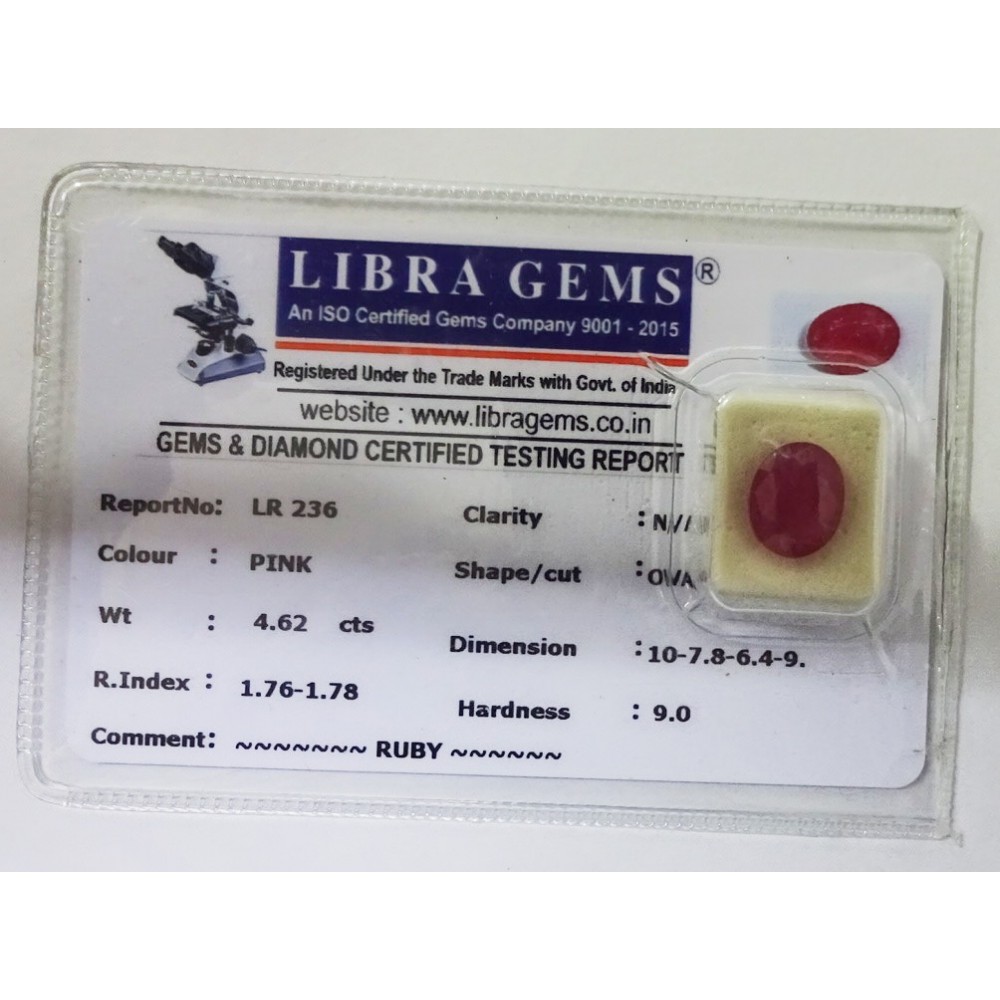 LIBRA GEMS®
An ISO Certified Gems Company 9001 - 2015
Registered Under the Trade Marks with Govt. of India
website : www.libragems.co.in
GEMS & DIAMOND CERTIFIED TESTING REPORT
ReportNo: LR 236
Clarity : N/
Colour : PINK
Shape/cut : OVA
Wt : 4.62 cts
Dimension : 10-7.8-6.4-9.
R.Index : 1.76-1.78
Hardness : 9.0
Comment: ~~~~~~~ RUBY ~~~~~~